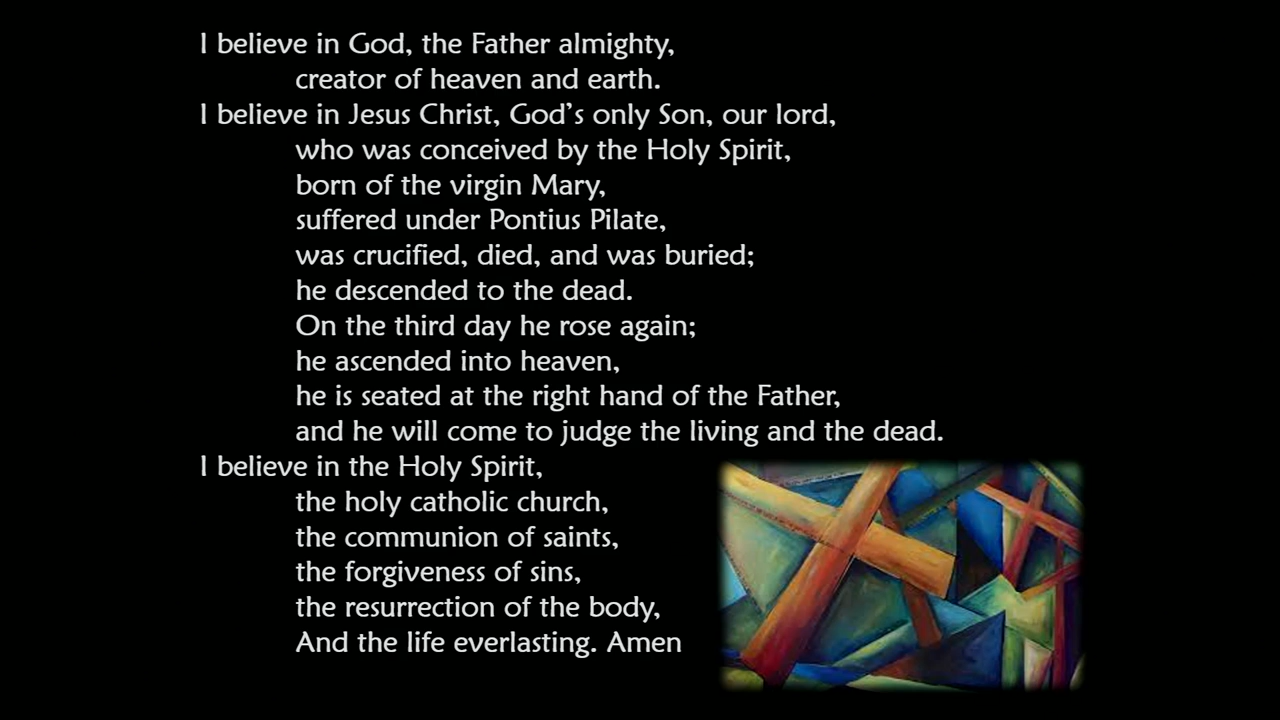 I believe in God, the Father almighty,
creator of heaven and earth.
I believe in Jesus Christ, God’s only Son, our lord,
who was conceived by the Holy Spirit,
born of the virgin Mary,
suffered under Pontius Pilate,
was crucified, died, and was buried;
he descended to the dead.
On the third day he rose again;
he ascended into heaven,
he is seated at the right hand of the Father,
and he will come to judge the living and the dead.
I believe in the Holy Spirit,
the holy catholic church,
the communion of saints,
the forgiveness of sins,
the resurrection of the body,
And the life everlasting. Amen